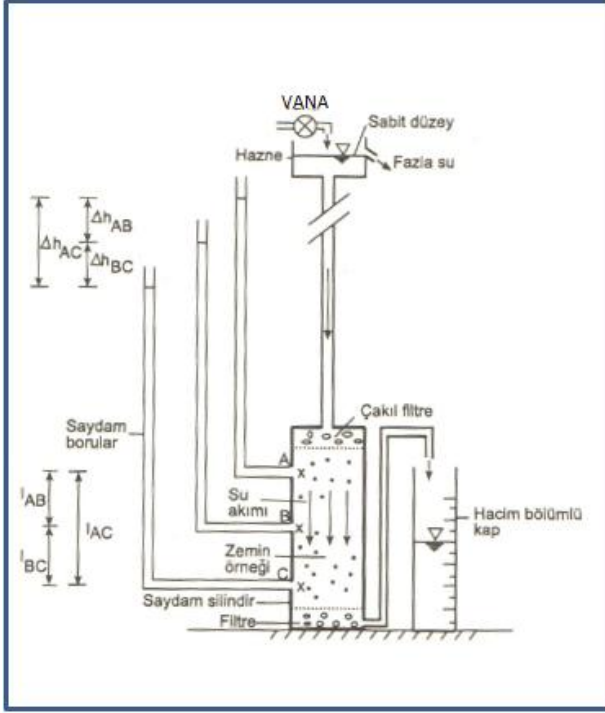 VANA
Sabit düzey
Hazne
Fazla su
Δh_AB
Δh_AC
Δh_BC
Çakıl filtre
Saydam
borular
A
l_AB
l_AC
Su
akımı
B
Hacim bölümlü
kap
l_BC
Zemin
örneği
C
Saydam silindir
Filtre